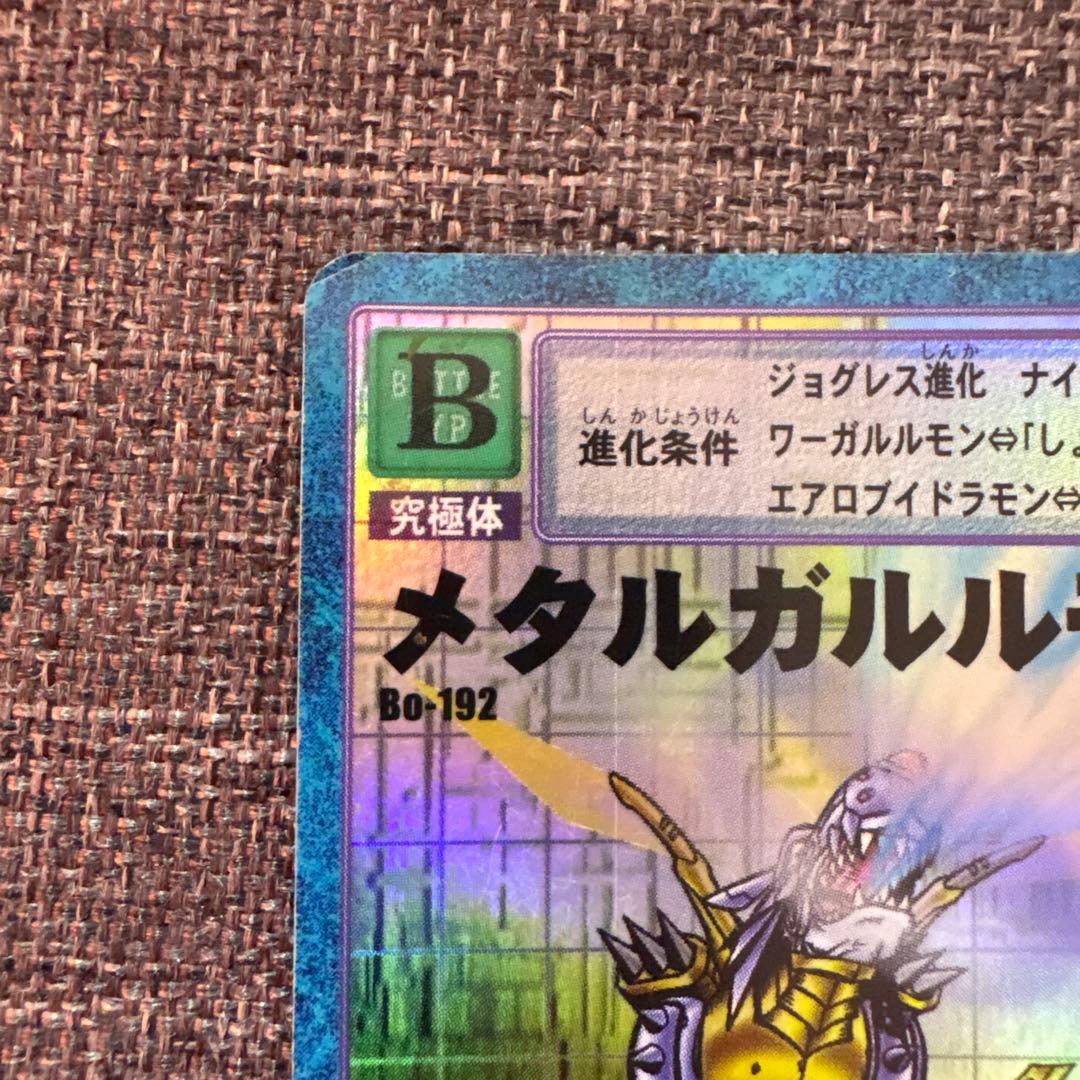 B
BATTLE
TYPE
究極体
しんか
ジョグレス進化 ナイ
しんかじょうけん
進化条件
ワーガルルモン⇔「し
エアロブイドラモン⇔
メタルガルル
Bo-192